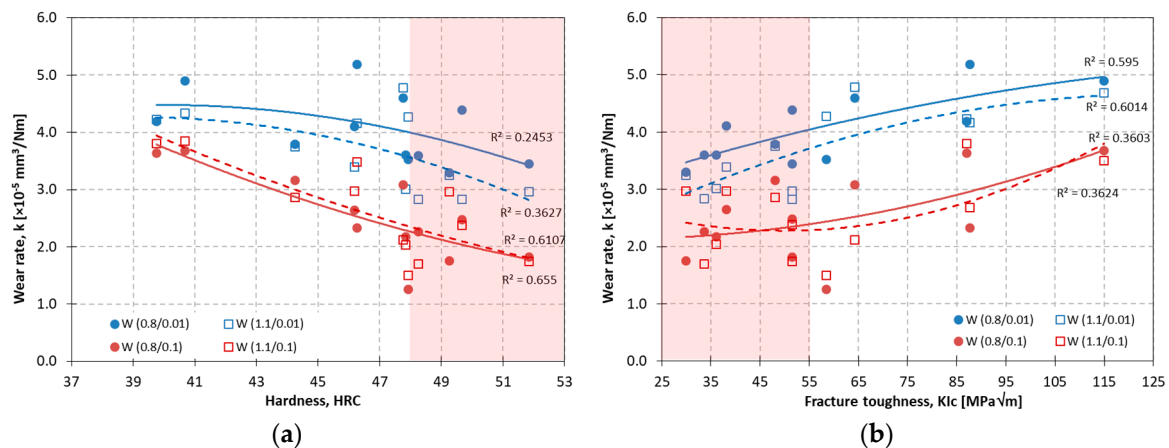 6.0
5.0
4.0
3.0
2.0
1.0
0.0
Wear rate, k [×10⁻⁵ mm³/Nm]
R² = 0.2453
R² = 0.3627
R² = 0.6107
R² = 0.655
W (0.8/0.01)
W (1.1/0.01)
W (0.8/0.1)
W (1.1/0.1)
37 39 41 43 45 47 49 51 53
Hardness, HRC
(a)
6.0
5.0
4.0
3.0
2.0
1.0
0.0
Wear rate, k [×10⁻⁵ mm³/Nm]
R² = 0.595
R² = 0.6014
R² = 0.3603
R² = 0.3624
W (0.8/0.01)
W (1.1/0.01)
W (0.8/0.1)
W (1.1/0.1)
25 35 45 55 65 75 85 95 105 115 125
Fracture toughness, KIc [MPa√m]
(b)